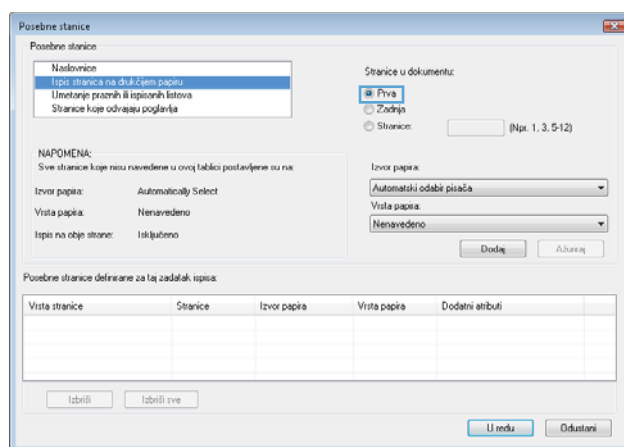 Posebne stanice
Posebne stanice
Naslovnice
Ispis stranica na drukčijem papiru
Umetanje praznih ili ispisanih listova
Stranice koje odvajaju poglavlja
Stranice u dokumentu:
Prva
Zadnja
Stranice:
(Npr. 1, 3, 5-12)
NAPOMENA:
Sve stranice koje nisu navedene u ovoj tablici postavljene su na:
Izvor papira: Automatically Select
Vrsta papira: Nenavedeno
Ispis na obje strane: Isključeno
Izvor papira:
Automatski odabir pisača
Vrsta papira:
Nenavedeno
Dodaj Ažuriraj
Posebne stranice definirane za taj zadatak ispisa:
Vrsta stranice Stranice Izvor papira Vrsta papira Dodatni atributi
Izbriši Izbriši sve
U redu Odustani